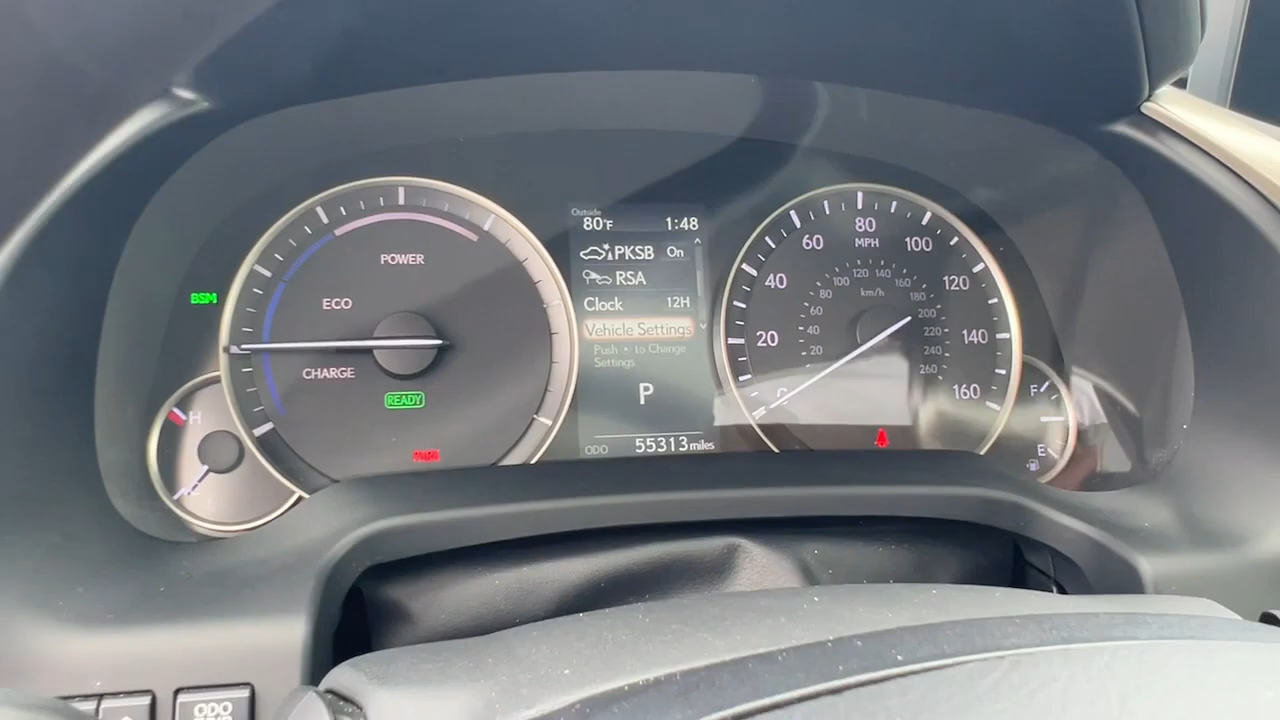 BSM
POWER
ECO
CHARGE
READY
H
Outside
80°F 1:48
PKSB On
RSA
Clock 12H
Vehicle Settings
Push • to Change
Settings
P
ODO 55313 miles
20
40
60
80
100
120
140
160
MPH
km/h
20
40
60
80
100
120
140
160
180
200
220
240
260
F
E
ODO